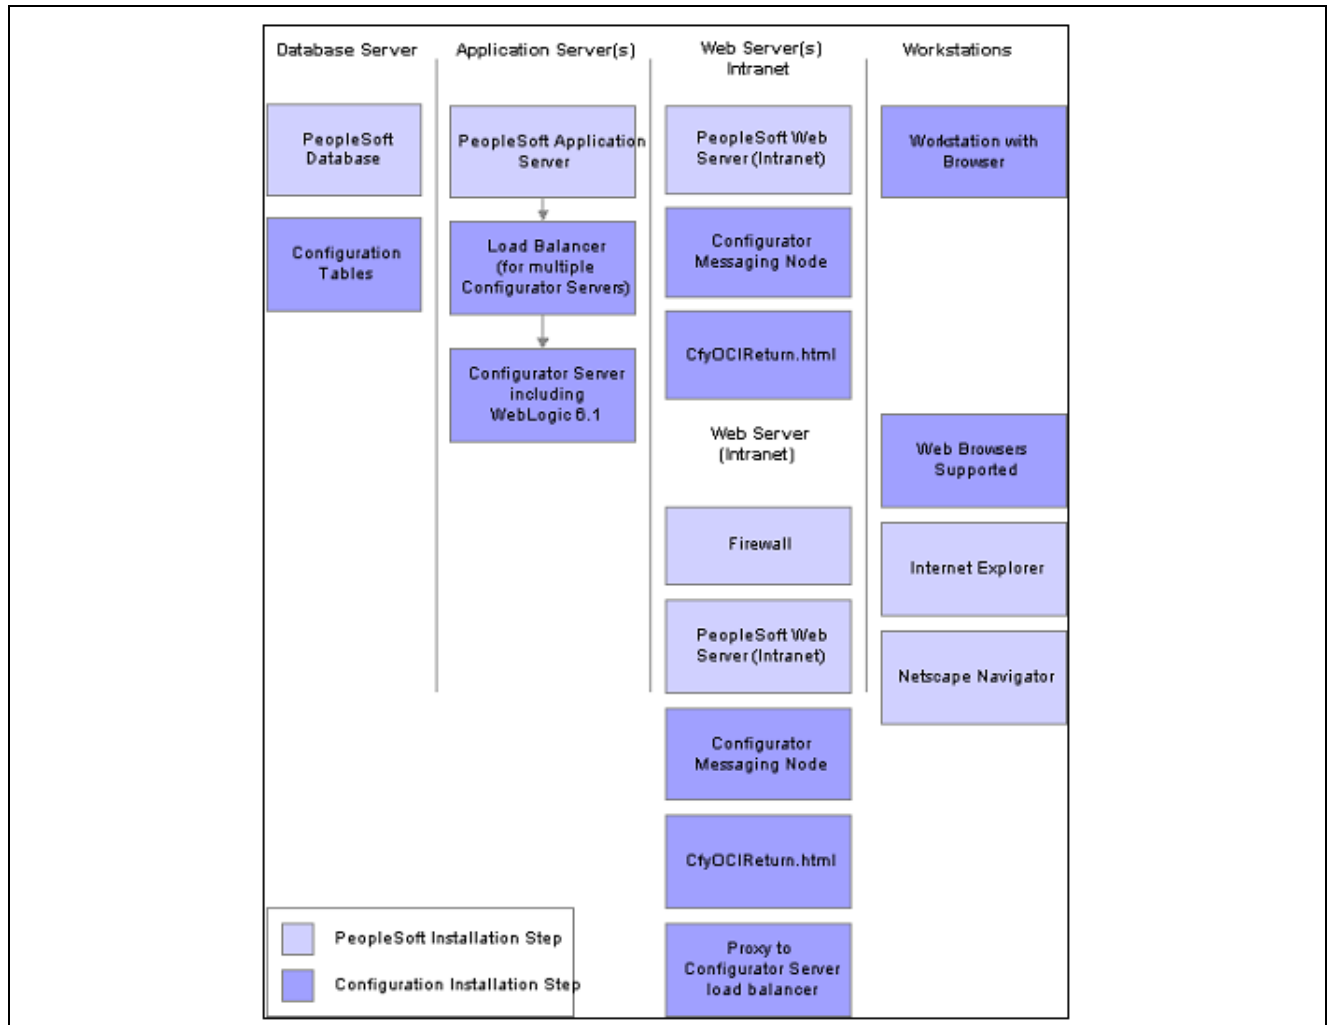 Database Server
PeopleSoft
Database
Configuration
Tables
Application Server(s)
PeopleSoft Application
Server
Load Balancer
(for multiple
Configurator Servers)
Configurator Server
including
WebLogic 6.1
Web Server(s)
Intranet
PeopleSoft Web
Server (Intranet)
Configurator
Messaging Node
CfyOCIReturn.html
Web Server
(Intranet)
Firewall
PeopleSoft Web
Server (Intranet)
Configurator
Messaging Node
CfyOCIReturn.html
Proxy to
Configurator Server
load balancer
Workstations
Workstation with
Browser
Web Browsers
Supported
Internet Explorer
Netscape Navigator
PeopleSoft Installation Step
Configuration Installation Step